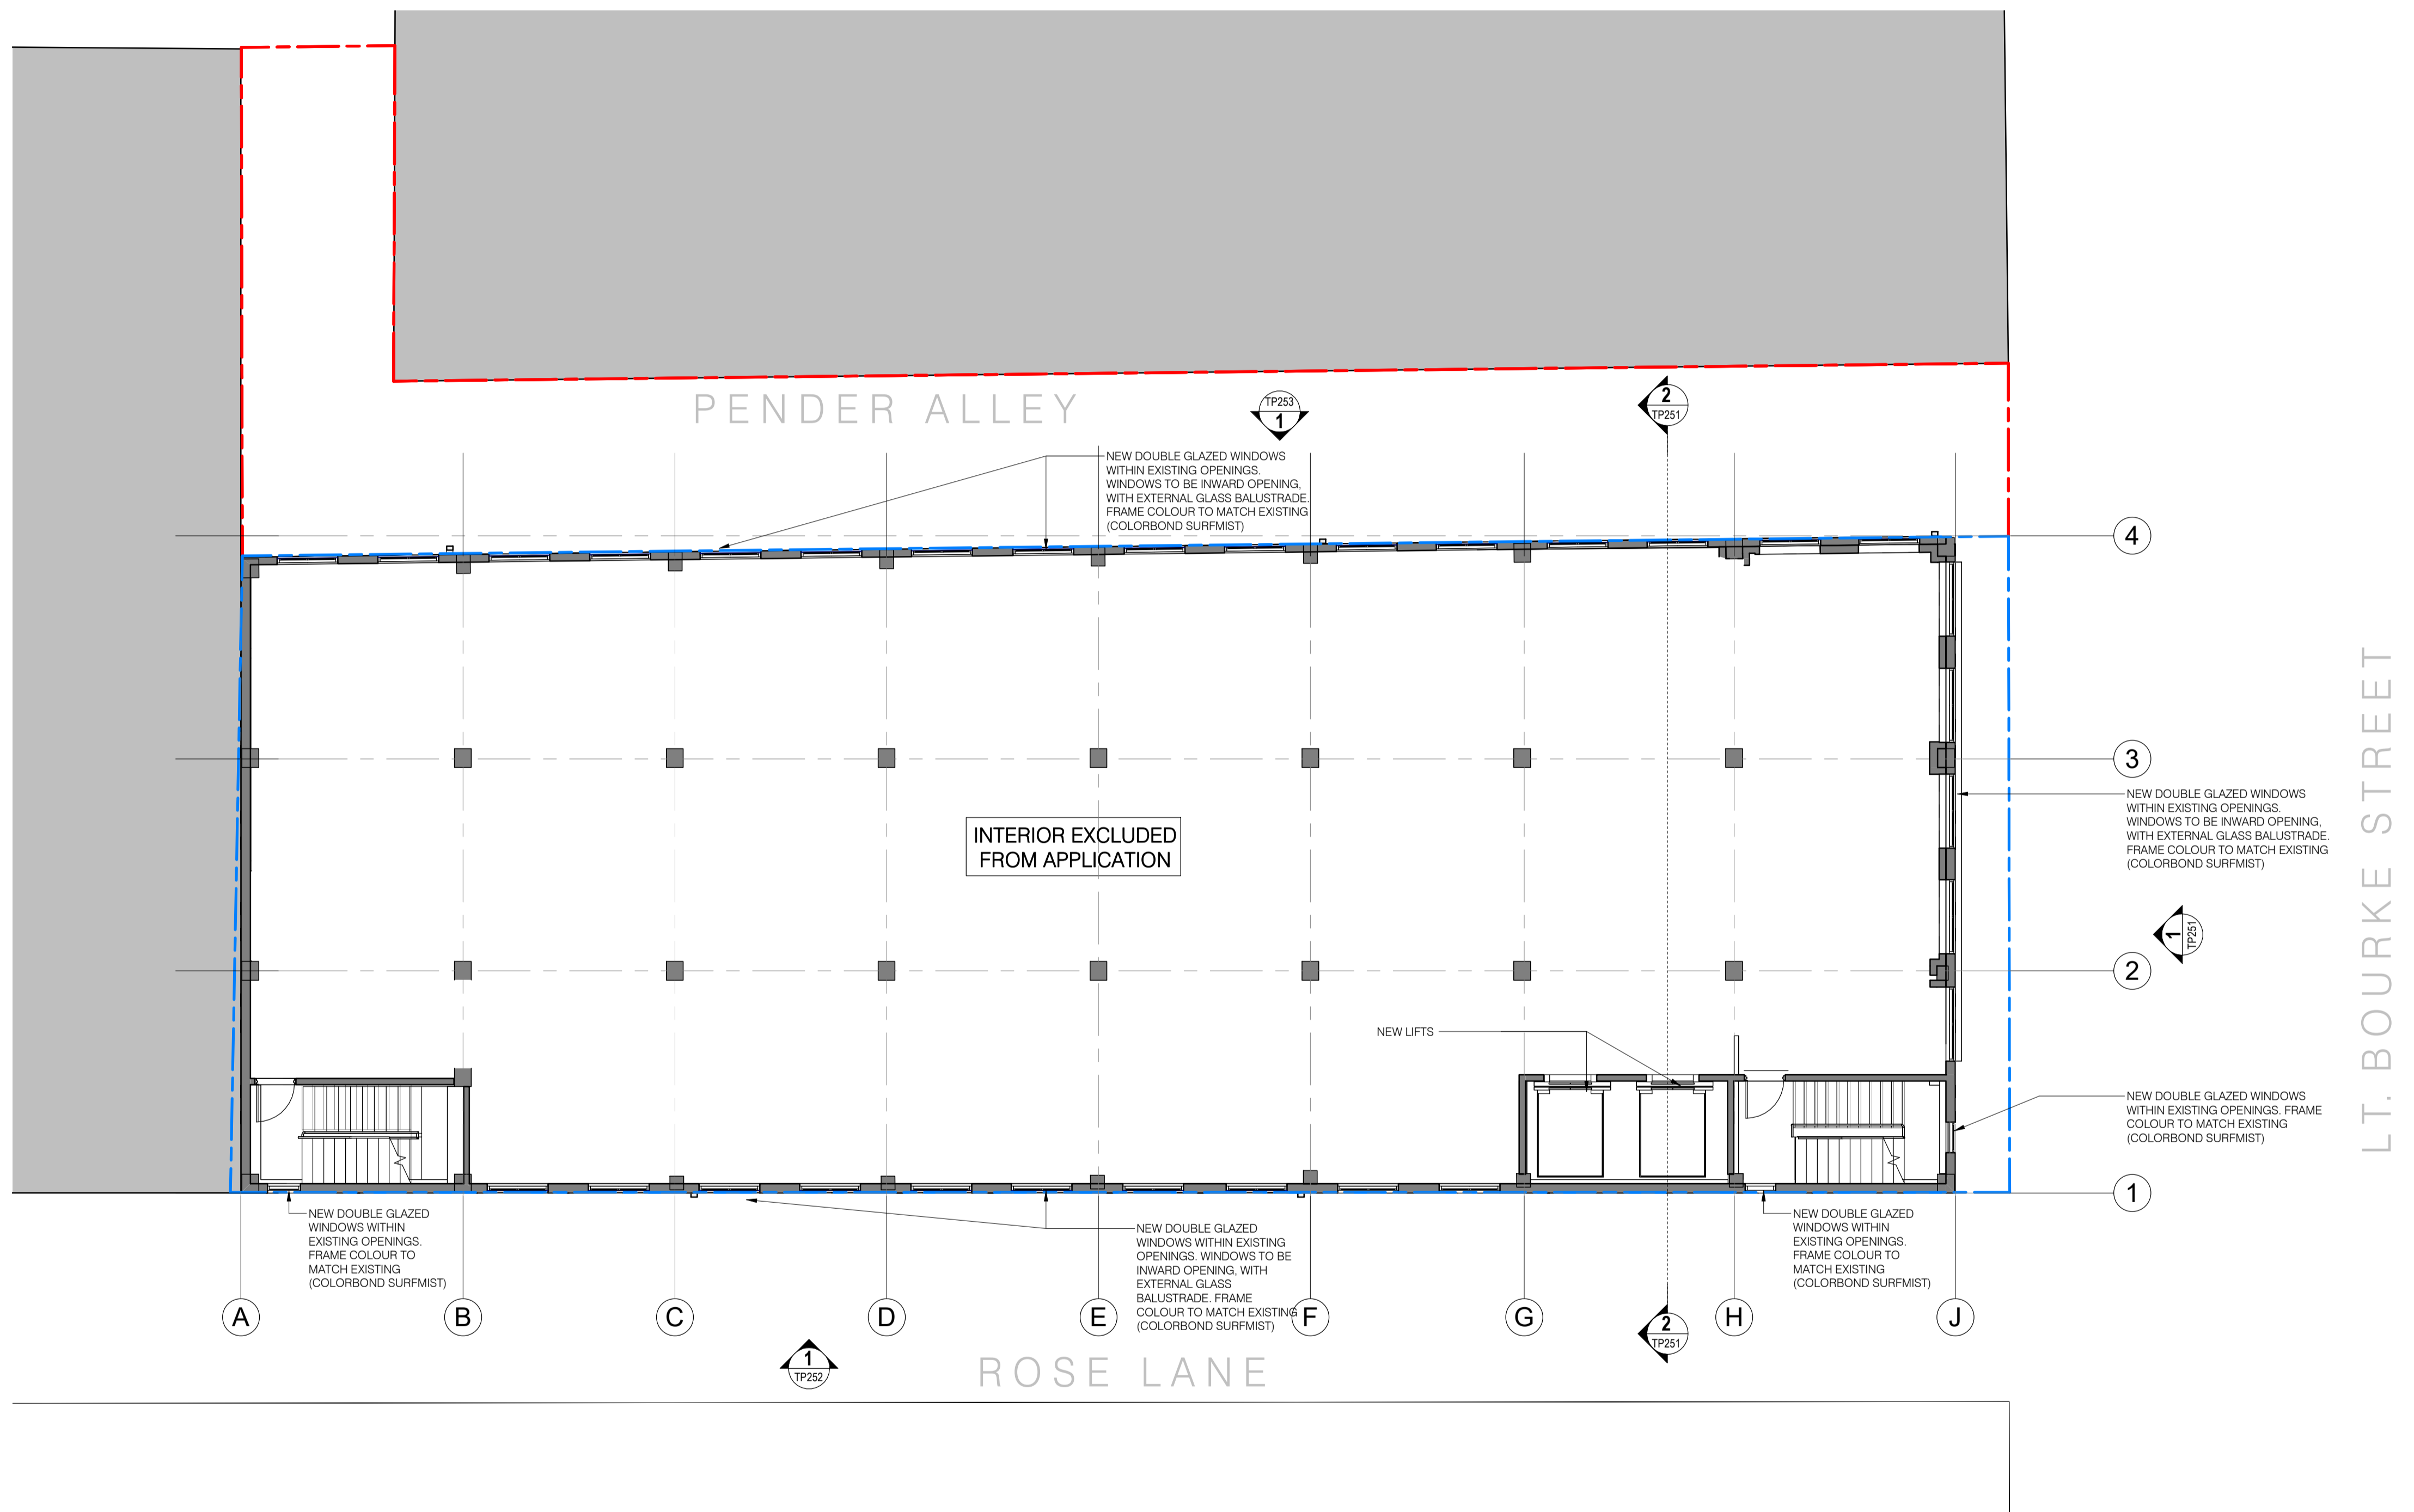 PENDER ALLEY
TP253
1
2
TP251
NEW DOUBLE GLAZED WINDOWS
WITHIN EXISTING OPENINGS.
WINDOWS TO BE INWARD OPENING,
WITH EXTERNAL GLASS BALUSTRADE.
FRAME COLOUR TO MATCH EXISTING
(COLORBOND SURFMIST)
4
3
INTERIOR EXCLUDED
FROM APPLICATION
NEW DOUBLE GLAZED WINDOWS
WITHIN EXISTING OPENINGS.
WINDOWS TO BE INWARD OPENING,
WITH EXTERNAL GLASS BALUSTRADE.
FRAME COLOUR TO MATCH EXISTING
(COLORBOND SURFMIST)
LT. BOURKE STREET
1
TP251
2
NEW LIFTS
NEW DOUBLE GLAZED WINDOWS
WITHIN EXISTING OPENINGS. FRAME
COLOUR TO MATCH EXISTING
(COLORBOND SURFMIST)
1
NEW DOUBLE GLAZED
WINDOWS WITHIN
EXISTING OPENINGS.
FRAME COLOUR TO
MATCH EXISTING
(COLORBOND SURFMIST)
NEW DOUBLE GLAZED
WINDOWS WITHIN EXISTING
OPENINGS. WINDOWS TO BE
INWARD OPENING, WITH
EXTERNAL GLASS
BALUSTRADE. FRAME
COLOUR TO MATCH EXISTING
(COLORBOND SURFMIST)
NEW DOUBLE GLAZED
WINDOWS WITHIN
EXISTING OPENINGS.
FRAME COLOUR TO
MATCH EXISTING
(COLORBOND SURFMIST)
A
B
C
D
E
F
G
H
J
2
TP251
1
TP252
ROSE LANE